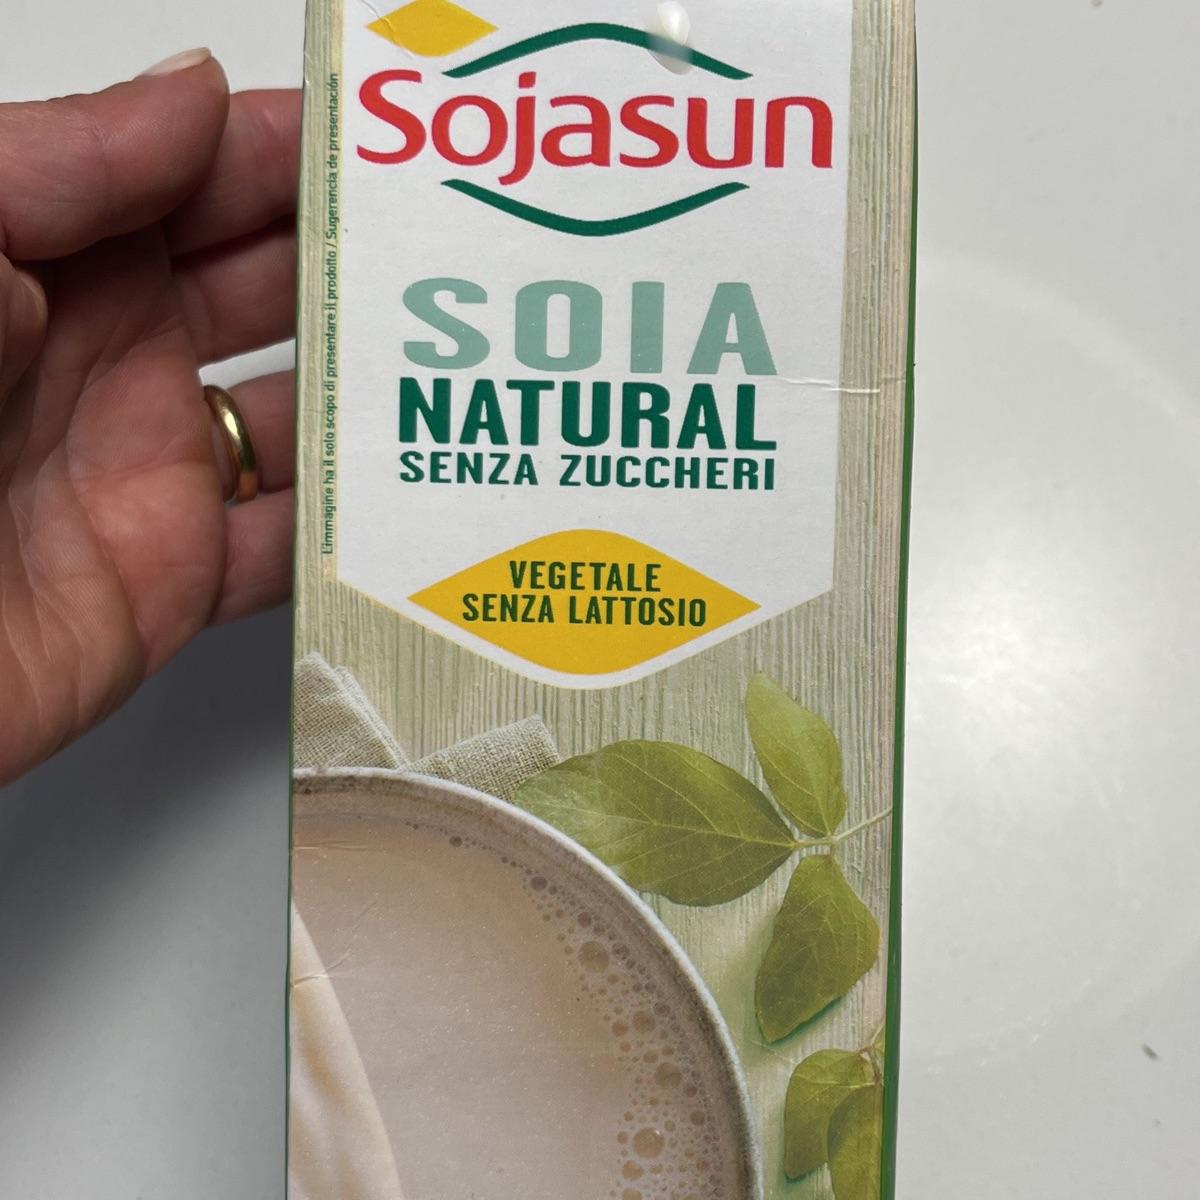 Sojasun
SOIA
NATURAL
SENZA ZUCCHERI
VEGETALE
SENZA LATTOSIO
L'immagine ha il solo scopo di presentare il prodotto / Sugerencia de presentación